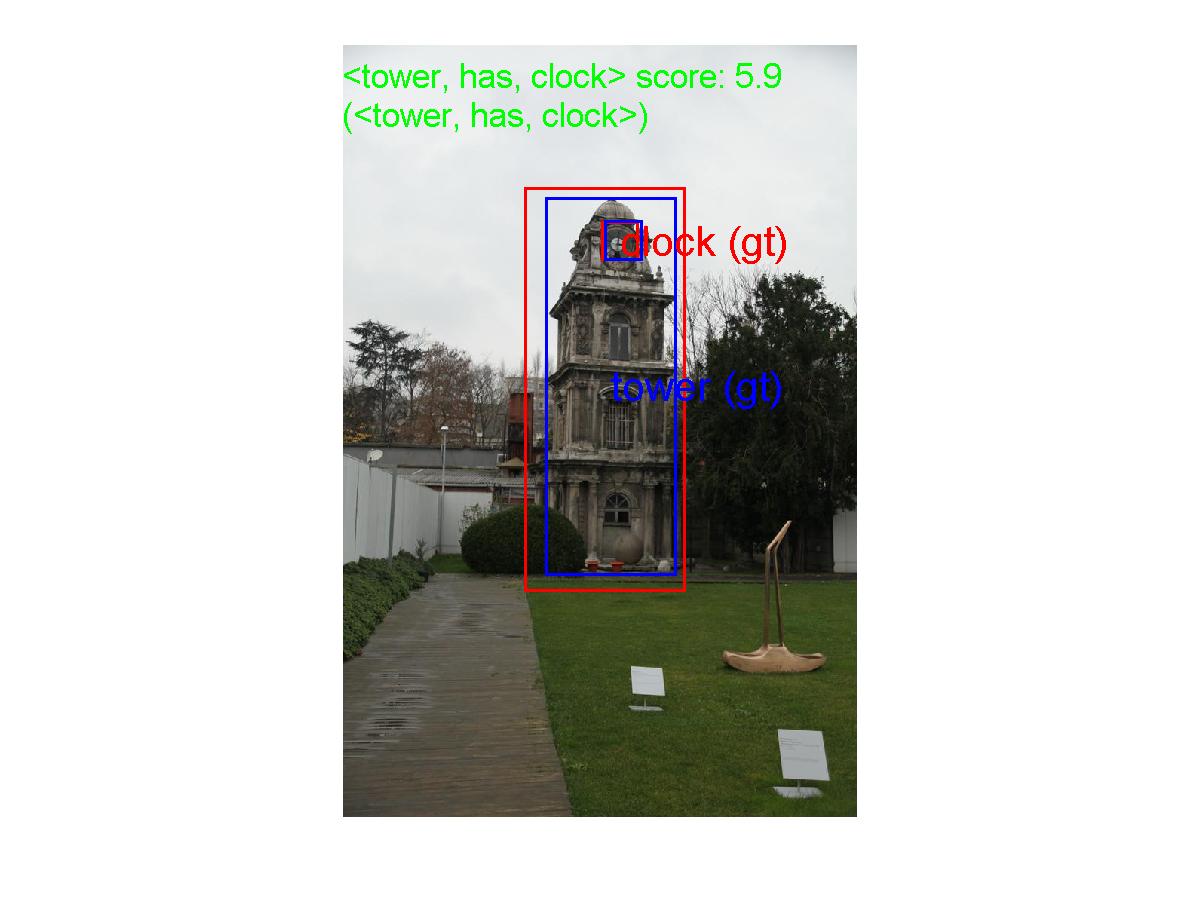 <tower, has, clock> score: 5.9
(<tower, has, clock>)
clock (gt)
tower (gt)